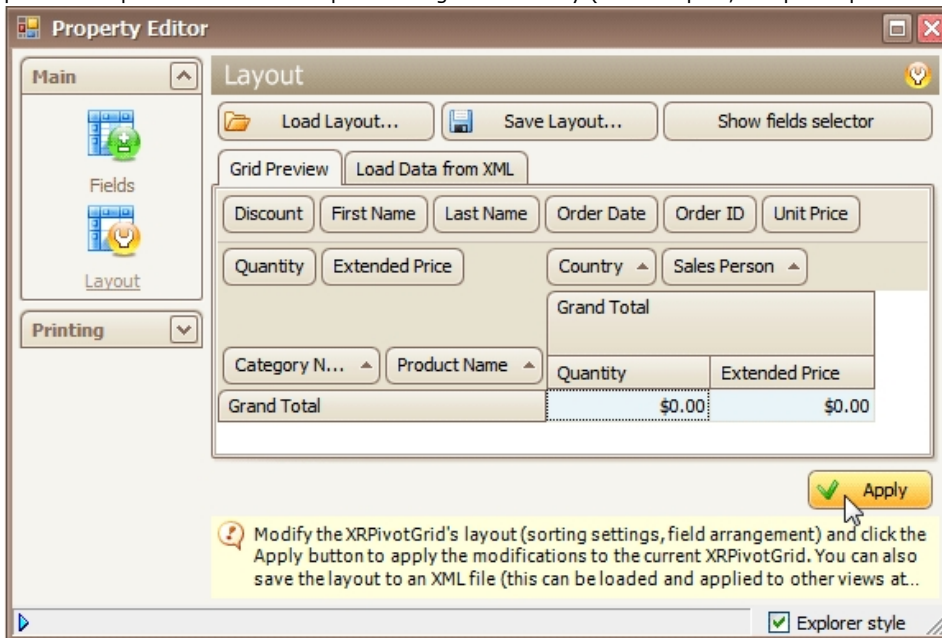 Property Editor
Main
Fields
Layout
Printing
Layout
Load Layout... Save Layout... Show fields selector
Grid Preview Load Data from XML
Discount First Name Last Name Order Date Order ID Unit Price
Quantity Extended Price Country Sales Person
Grand Total
Category N... Product Name Quantity Extended Price
Grand Total $0.00 $0.00
Apply
Modify the XRPivotGrid's layout (sorting settings, field arrangement) and click the
Apply button to apply the modifications to the current XRPivotGrid. You can also
save the layout to an XML file (this can be loaded and applied to other views at...
Explorer style